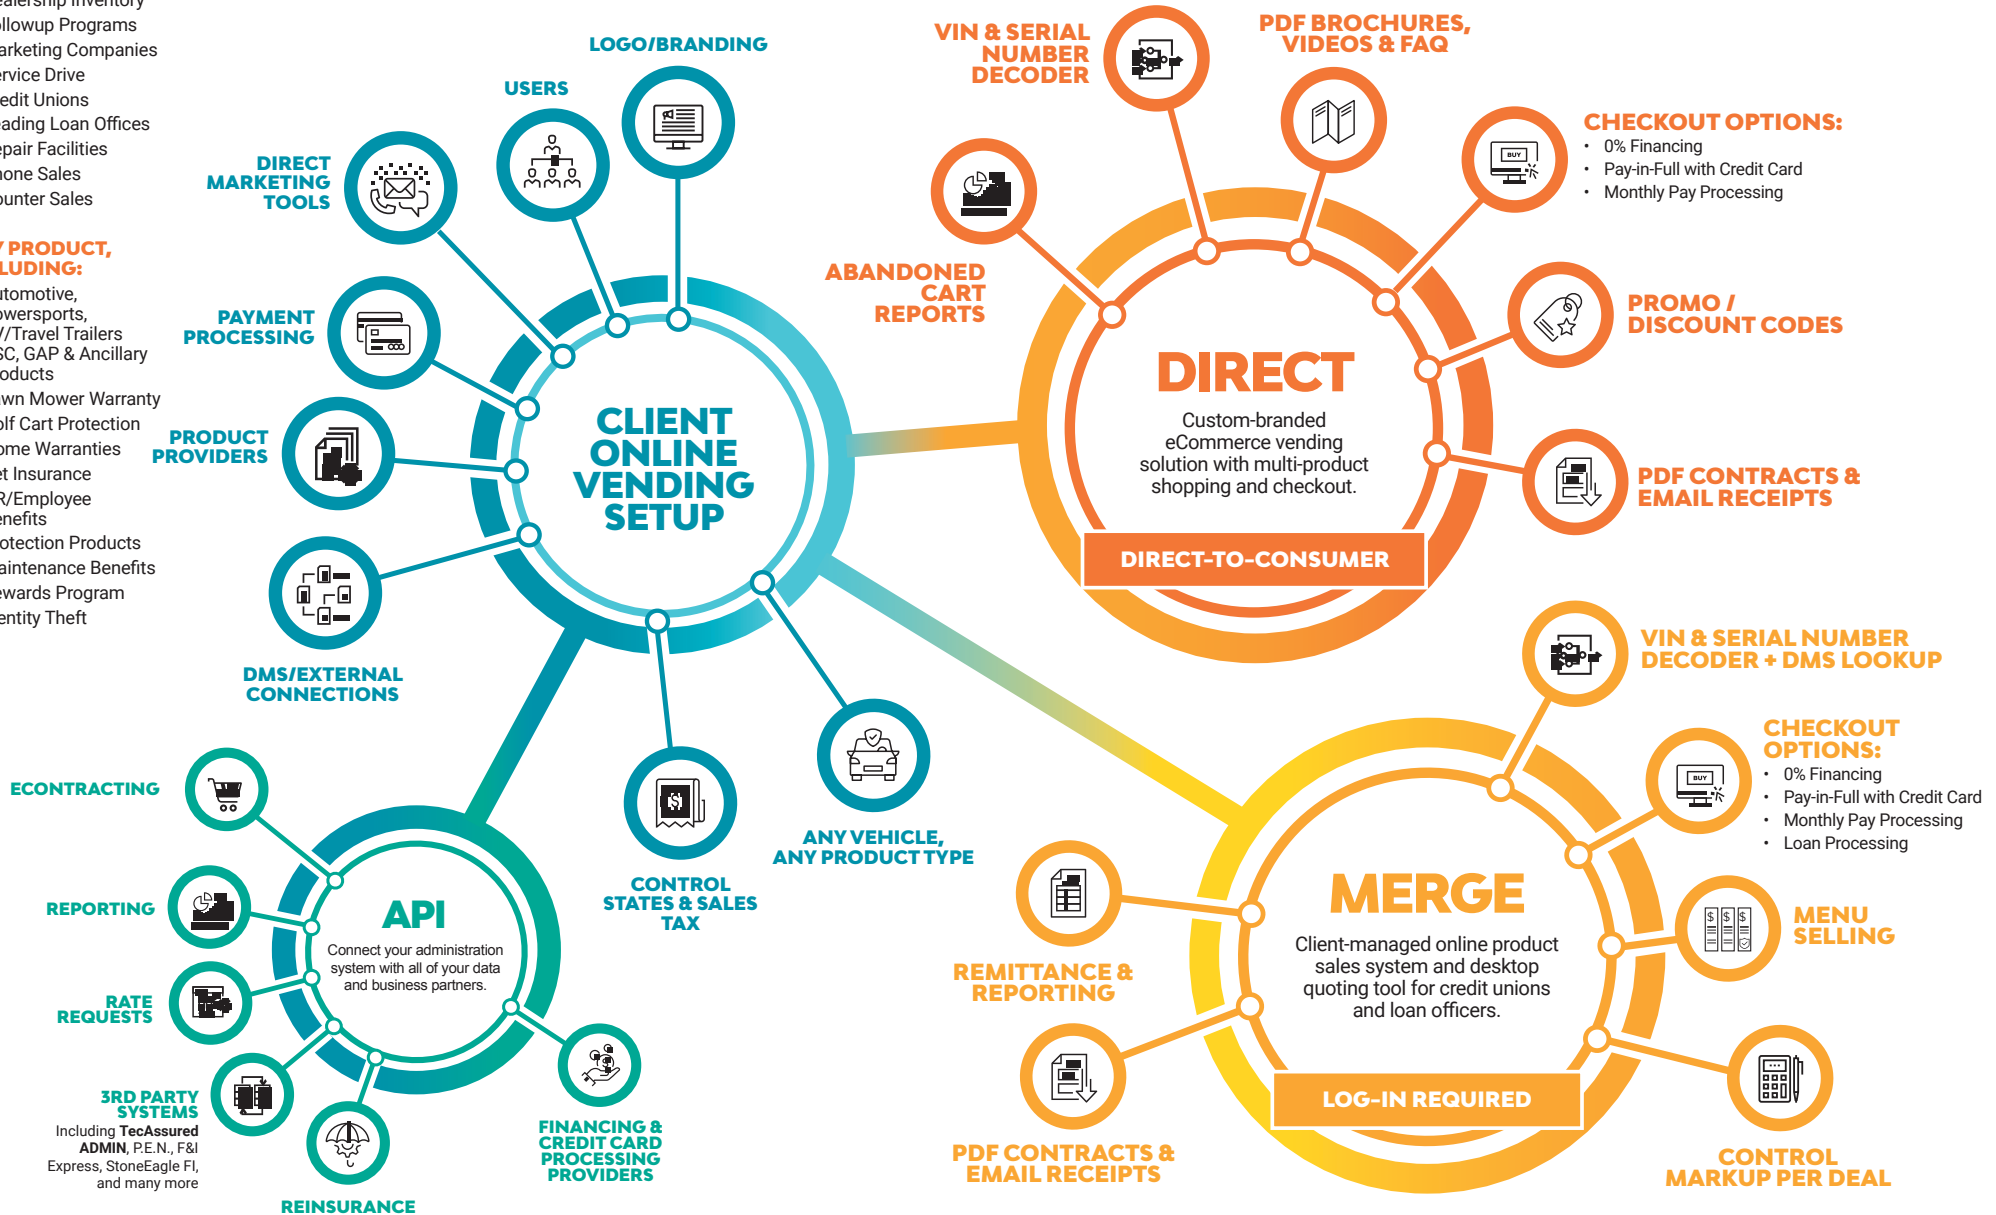 ealership Inventory
ollowup Programs
arketing Companies
ervice Drive
edit Unions
eading Loan Offices
epair Facilities
hone Sales
ounter Sales
Y PRODUCT,
LUDING:
utomotive,
owersports,
V/Travel Trailers
SC, GAP & Ancillary
oducts
awn Mower Warranty
olf Cart Protection
ome Warranties
et Insurance
R/Employee
enefits
otection Products
aintenance Benefits
ewards Program
entity Theft
LOGO/BRANDING
USERS
DIRECT
MARKETING
TOOLS
PAYMENT
PROCESSING
PRODUCT
PROVIDERS
DMS/EXTERNAL
CONNECTIONS
CLIENT
ONLINE
VENDING
SETUP
CONTROL
STATES & SALES
TAX
ANY VEHICLE,
ANY PRODUCT TYPE
VIN & SERIAL
NUMBER
DECODER
PDF BROCHURES,
VIDEOS & FAQ
BUY
CHECKOUT OPTIONS:
• 0% Financing
• Pay-in-Full with Credit Card
• Monthly Pay Processing
ABANDONED
CART
REPORTS
PROMO /
DISCOUNT CODES
PDF CONTRACTS &
EMAIL RECEIPTS
DIRECT
Custom-branded
eCommerce vending
solution with multi-product
shopping and checkout.
DIRECT-TO-CONSUMER
ECONTRACTING
REPORTING
RATE
REQUESTS
3RD PARTY
SYSTEMS
Including TecAssured
ADMIN, P.E.N., F&I
Express, StoneEagle FI,
and many more
REINSURANCE
FINANCING &
CREDIT CARD
PROCESSING
PROVIDERS
API
Connect your administration
system with all of your data
and business partners.
VIN & SERIAL NUMBER
DECODER + DMS LOOKUP
BUY
CHECKOUT
OPTIONS:
• 0% Financing
• Pay-in-Full with Credit Card
• Monthly Pay Processing
• Loan Processing
$ $ $
MENU
SELLING
REMITTANCE &
REPORTING
PDF CONTRACTS &
EMAIL RECEIPTS
CONTROL
MARKUP PER DEAL
MERGE
Client-managed online product
sales system and desktop
quoting tool for credit unions
and loan officers.
LOG-IN REQUIRED